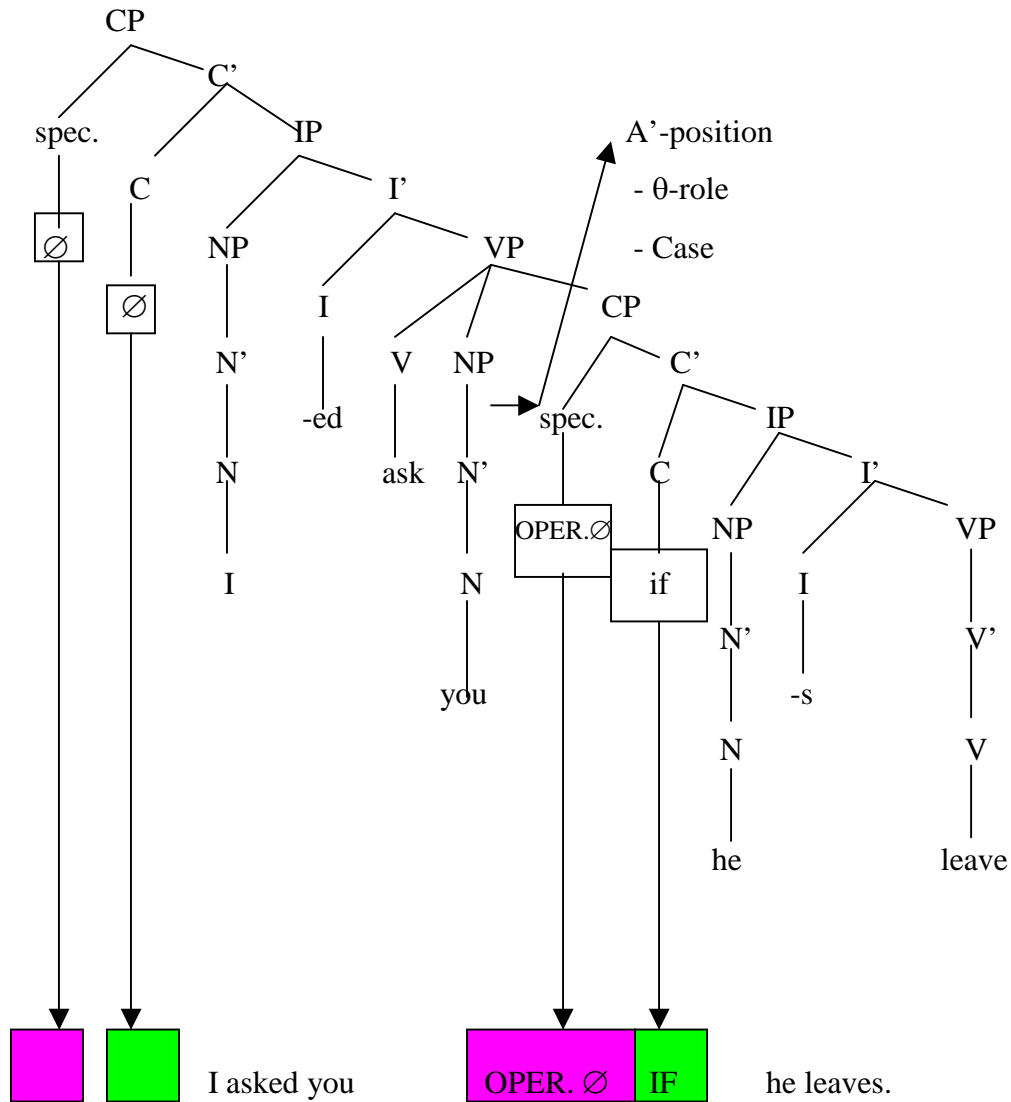 CP
C’
spec. IP A’-position
C I’ - θ-role
∅ NP VP - Case
∅ I CP
N’ V NP C’
-ed spec. IP
N ask N’ C I’
OPER.∅ NP VP
I N if I
N’ V’
you -s
N V
he leave
I asked you OPER. ∅ IF he leaves.